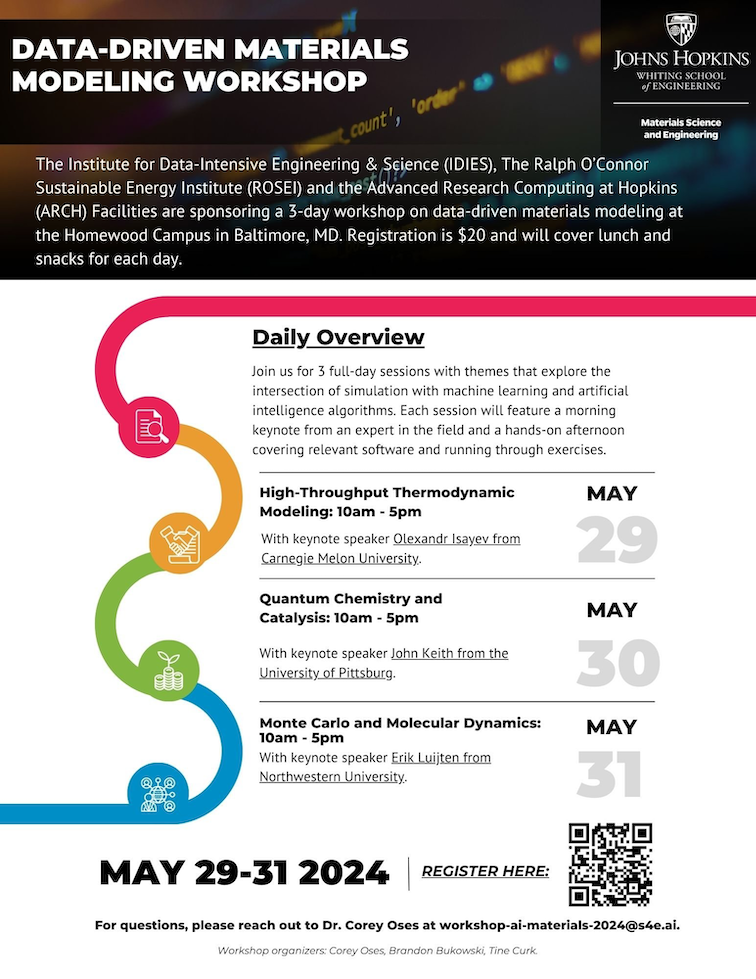 DATA-DRIVEN MATERIALS
MODELING WORKSHOP
JOHNS HOPKINS
WHITING SCHOOL
of ENGINEERING
Materials Science
and Engineering
count', 'order'
The Institute for Data-Intensive Engineering & Science (IDIES), The Ralph O'Connor
Sustainable Energy Institute (ROSEI) and the Advanced Research Computing at Hopkins
(ARCH) Facilities are sponsoring a 3-day workshop on data-driven materials modeling at
the Homewood Campus in Baltimore, MD. Registration is $20 and will cover lunch and
snacks for each day.
Daily Overview
Join us for 3 full-day sessions with themes that explore the
intersection of simulation with machine learning and artificial
intelligence algorithms. Each session will feature a morning
keynote from an expert in the field and a hands-on afternoon
covering relevant software and running through exercises.
High-Throughput Thermodynamic
Modeling: 10am - 5pm
With keynote speaker Olexandr Isayev from
Carnegie Melon University.
MAY
29
Quantum Chemistry and
Catalysis: 10am - 5pm
With keynote speaker John Keith from the
University of Pittsburg.
MAY
30
Monte Carlo and Molecular Dynamics:
10am - 5pm
With keynote speaker Erik Luijten from
Northwestern University.
MAY
31
MAY 29-31 2024
REGISTER HERE:
For questions, please reach out to Dr. Corey Oses at workshop-ai-materials-2024@s4e.ai.
Workshop organizers: Corey Oses, Brandon Bukowski, Tine Curk.